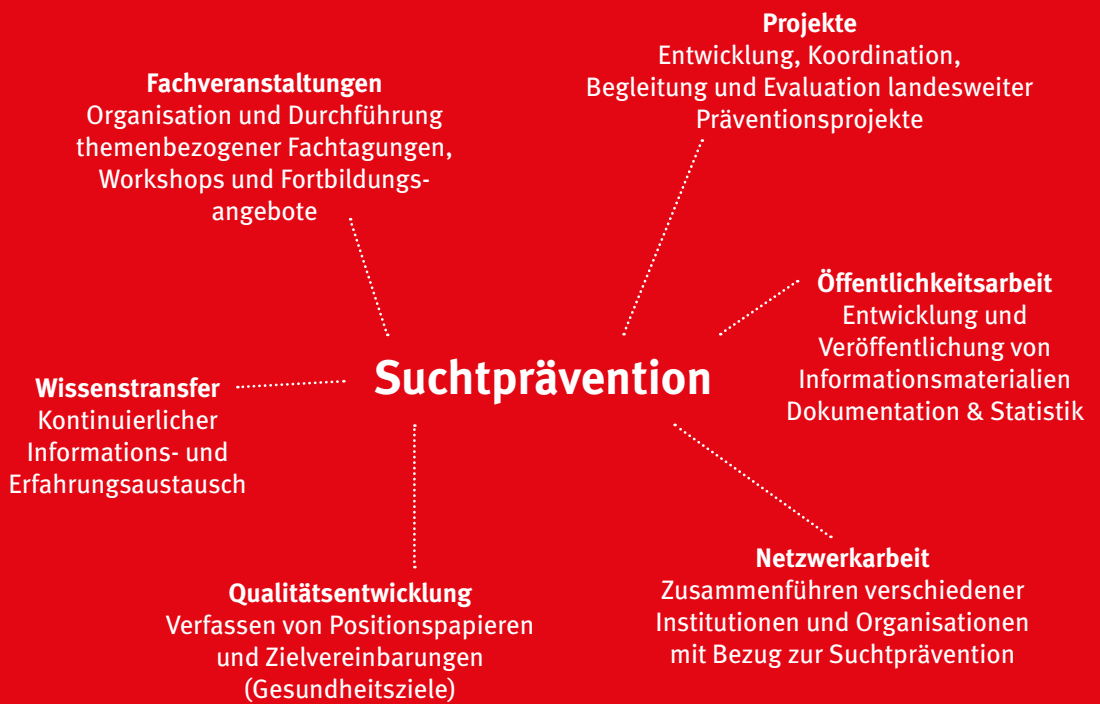 Projekte
Entwicklung, Koordination,
Begleitung und Evaluation landesweiter
Präventionsprojekte
Fachveranstaltungen
Organisation und Durchführung
themenbezogener Fachtagungen,
Workshops und Fortbildungs-
angebote
Öffentlichkeitsarbeit
Entwicklung und
Veröffentlichung von
Informationsmaterialien
Dokumentation & Statistik
Suchtprävention
Wissenstransfer
Kontinuierlicher
Informations- und
Erfahrungsaustausch
Netzwerkarbeit
Zusammenführen verschiedener
Institutionen und Organisationen
mit Bezug zur Suchtprävention
Qualitätsentwicklung
Verfassen von Positionspapieren
und Zielvereinbarungen
(Gesundheitsziele)